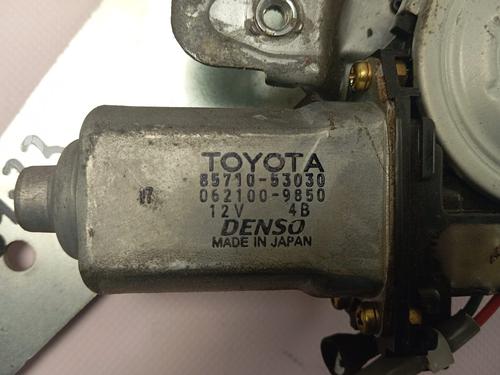 TOYOTA
85710-53030
062100-9850
12V 4B
DENSO
MADE IN JAPAN